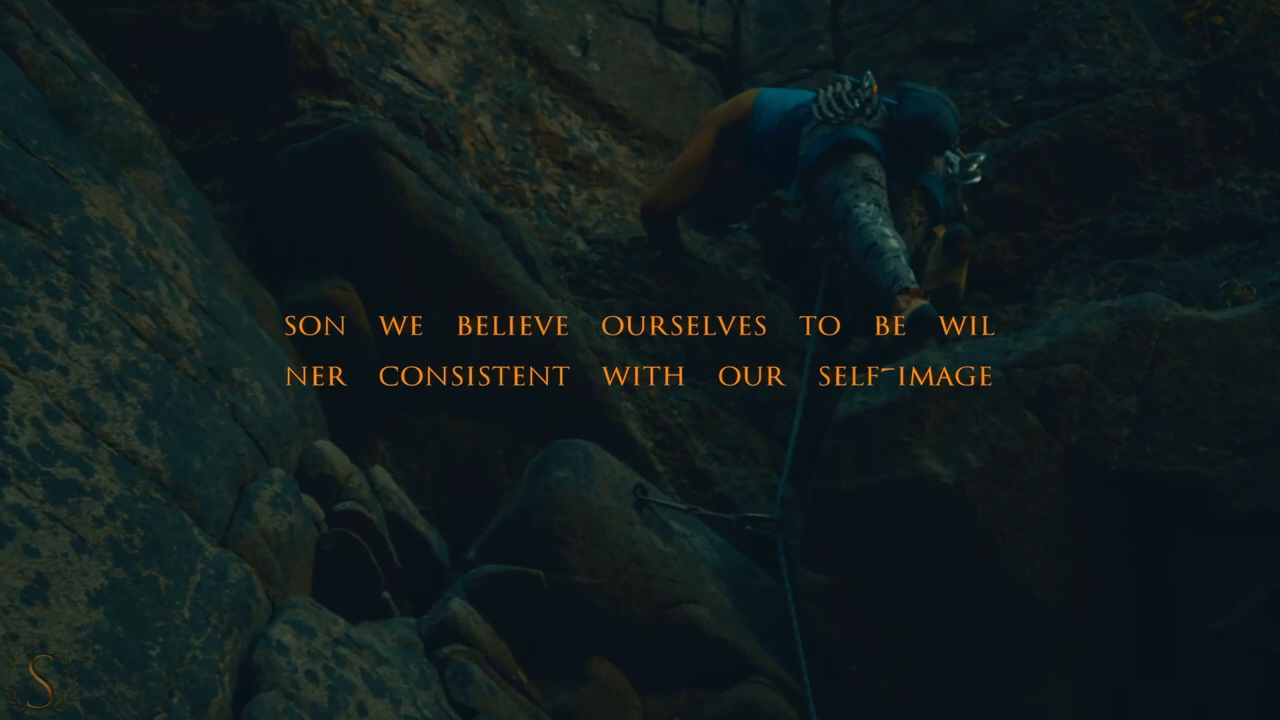 SON WE BELIEVE OURSELVES TO BE WIL
NER CONSISTENT WITH OUR SELF-IMAGE
S